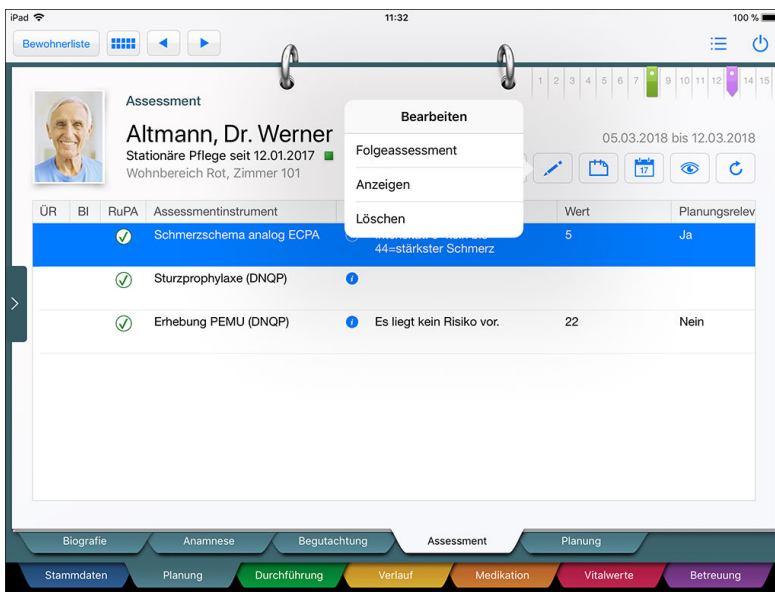 iPad 11:32 100 %
Bewohnerliste
1 2 3 4 5 6 7 9 10 11 12 14 15
Assessment
Altmann, Dr. Werner
Stationäre Pflege seit 12.01.2017
Wohnbereich Rot, Zimmer 101
05.03.2018 bis 12.03.2018
17
Bearbeiten
Folgeassessment
Anzeigen
Löschen
ÜR BI RuPA Assessmentinstrument Wert Planungsrelev
Schmerzschema analog ECPA 5 Ja
44=stärkster Schmerz
Sturzprophylaxe (DNQP)
Erhebung PEMU (DNQP) Es liegt kein Risiko vor. 22 Nein
Biografie Anamnese Begutachtung Assessment Planung
Stammdaten Planung Durchführung Verlauf Medikation Vitalwerte Betreuung